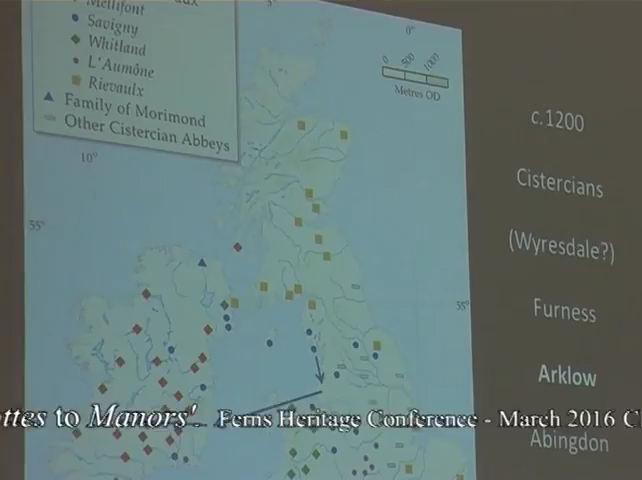 Mellifont
Savigny
Whitland
L'Aumône
Rievaulx
Family of Morimond
Other Cistercian Abbeys
5°
0°
0 500 1000
Metres OD
10°
55°
55°
c.1200
Cistercians
(Wyresdale?)
Furness
Arklow
to Manors'. Ferns Heritage Conference - March 2016
Abingdon